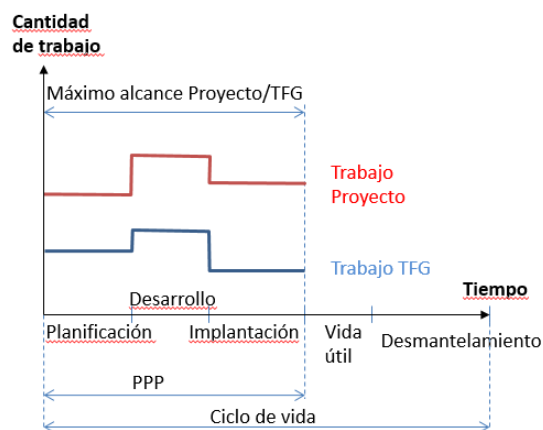 Cantidad
de trabajo
Máximo alcance Proyecto/TFG
Trabajo
Proyecto
Trabajo TFG
Tiempo
Desarrollo
Planificación
Implantación
Vida
útil
Desmantelamiento
PPP
Ciclo de vida